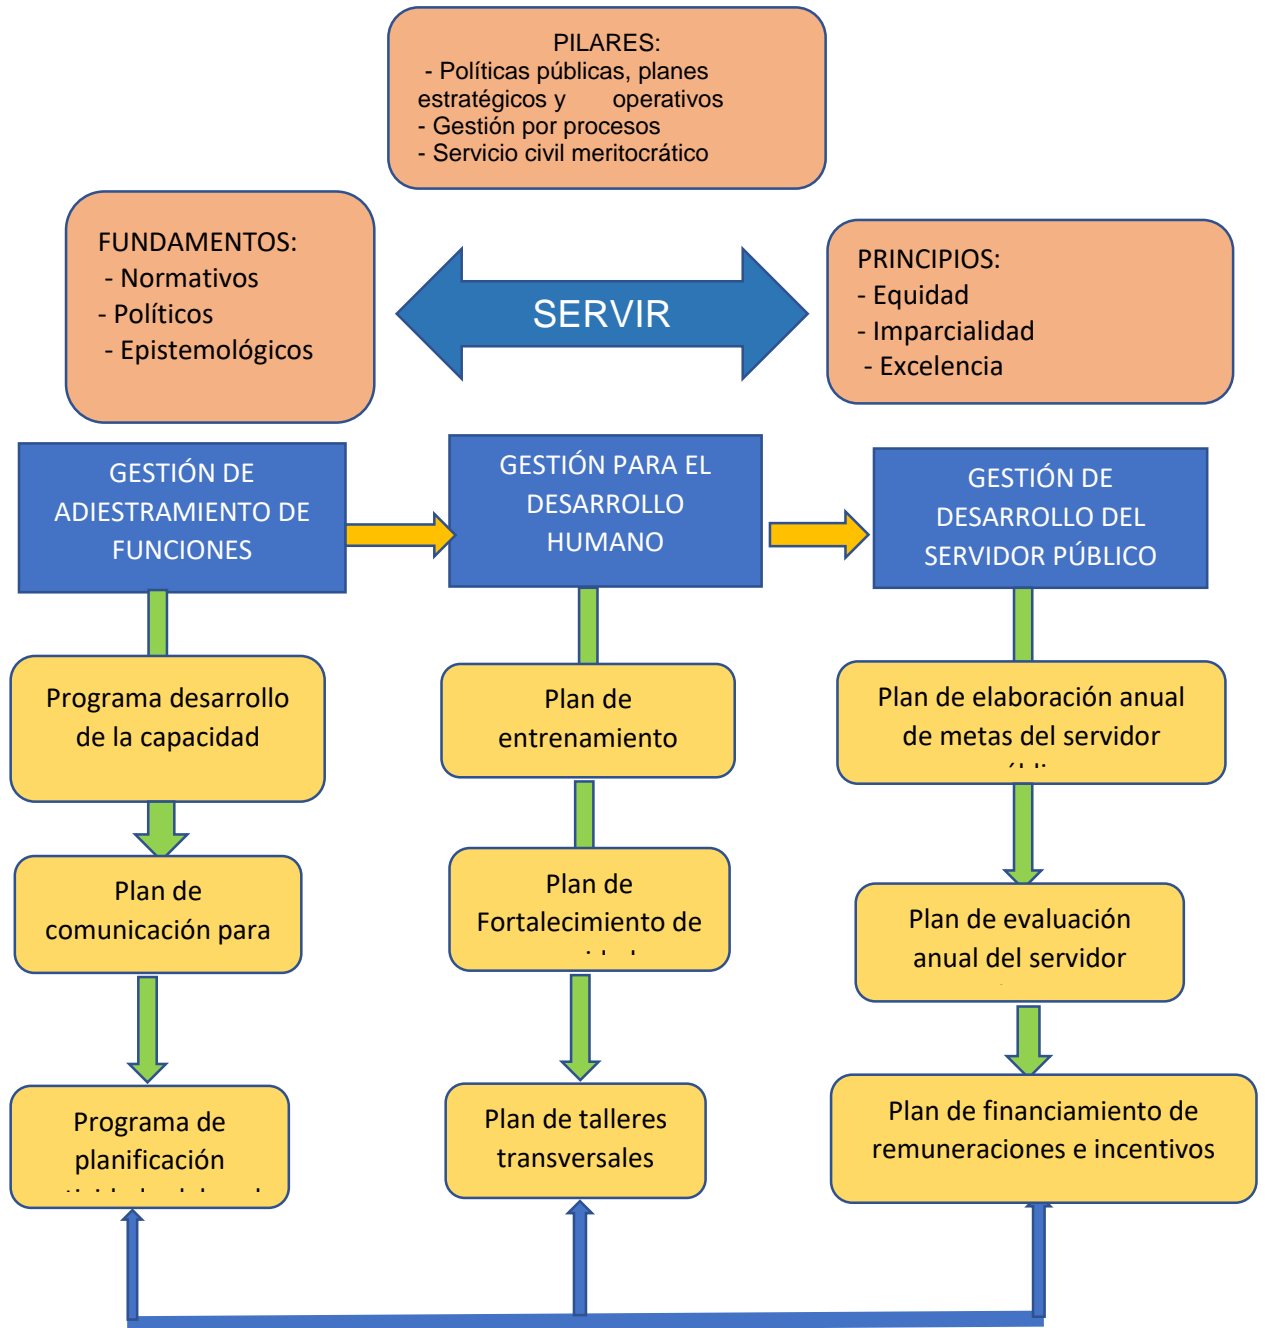 PILARES:
- Políticas públicas, planes
estratégicos y operativos
- Gestión por procesos
- Servicio civil meritocrático
FUNDAMENTOS:
- Normativos
- Políticos
- Epistemológicos
SERVIR
PRINCIPIOS:
- Equidad
- Imparcialidad
- Excelencia
GESTIÓN DE
ADIESTRAMIENTO DE
FUNCIONES
GESTIÓN PARA EL
DESARROLLO
HUMANO
GESTIÓN DE
DESARROLLO DEL
SERVIDOR PÚBLICO
Programa desarrollo
de la capacidad
Plan de
entrenamiento
Plan de elaboración anual
de metas del servidor
Plan de
comunicación para
Plan de
Fortalecimiento de
Plan de evaluación
anual del servidor
Programa de
planificación
Plan de talleres
transversales
Plan de financiamiento de
remuneraciones e incentivos